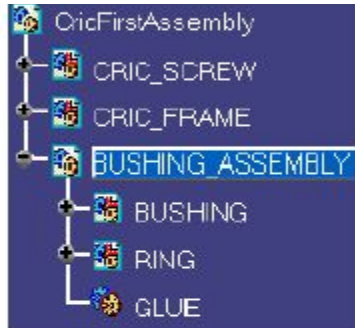 CricFirstAssembly
CRIC_SCREW
CRIC_FRAME
BUSHING_ASSEMBLY
BUSHING
RING
GLUE